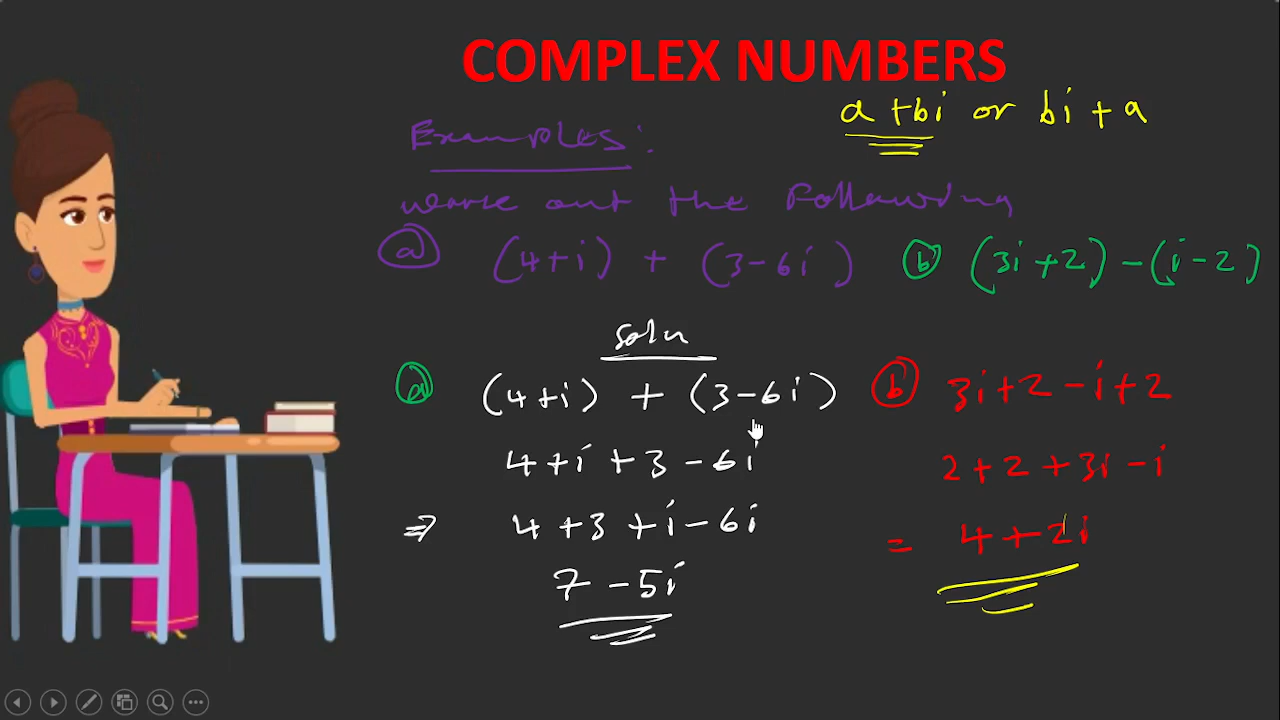 COMPLEX NUMBERS
a + bi or bi + a
Examples:
work out the following
(a) (4+i) + (3-6i) (b) (3i+2) - (i-2)
soln
(a) (4+i) + (3-6i)
4+i+3-6i
⇒ 4+3+i-6i
7-5i
(b) 3i+2-i+2
2+2+3i-i
= 4+2i